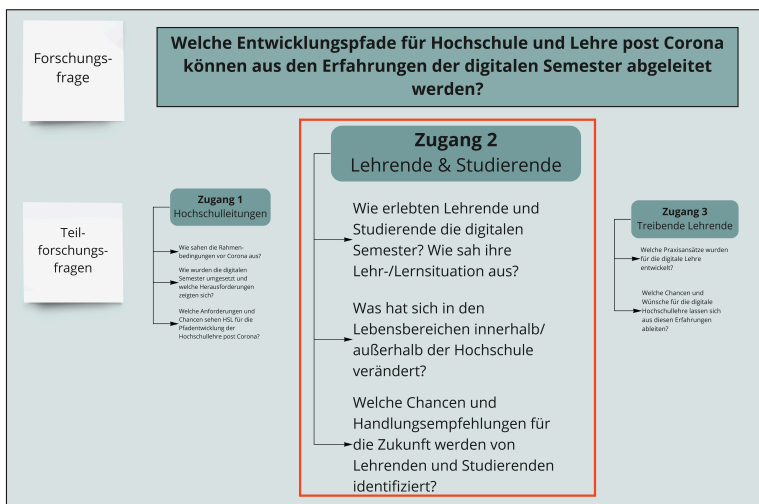 Forschungs-
frage
Welche Entwicklungspfade für Hochschule und Lehre post Corona
können aus den Erfahrungen der digitalen Semester abgeleitet
werden?
Teil-
forschungs-
fragen
Zugang 1
Hochschulleitungen
Wie sahen die Rahmen-
bedingungen vor Corona aus?
Wie wurden die digitalen
Semester umgesetzt und
welche Herausforderungen
zeigten sich?
Welche Anforderungen und
Chancen sehen HSL für die
Pfadentwicklung der
Hochschullehre post Corona?
Zugang 2
Lehrende & Studierende
Wie erlebten Lehrende und
Studierende die digitalen
Semester? Wie sah ihre
Lehr-/Lernsituation aus?
Was hat sich in den
Lebensbereichen innerhalb/
außerhalb der Hochschule
verändert?
Welche Chancen und
Handlungsempfehlungen für
die Zukunft werden von
Lehrenden und Studierenden
identifiziert?
Zugang 3
Treibende Lehrende
Welche Praxisansätze wurden
für die digitale Lehre
entwickelt?
Welche Chancen und
Wünsche für die digitale
Hochschullehre lassen sich
aus diesen Erfahrungen
ableiten?